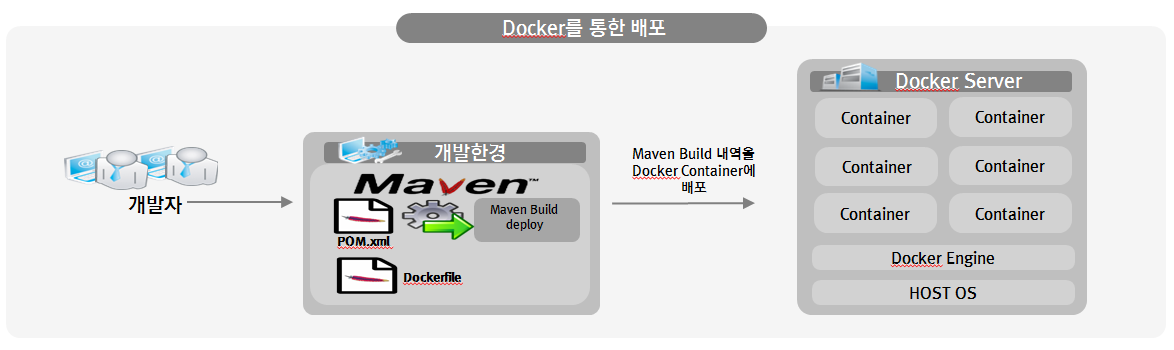 Docker를 통한 배포
개발자
개발한경
Maven™
POM.xml
Maven Build
deploy
Dockerfile
Maven Build 내역을
Docker Container에
배포
Docker Server
Container
Container
Container
Container
Container
Container
Docker Engine
HOST OS